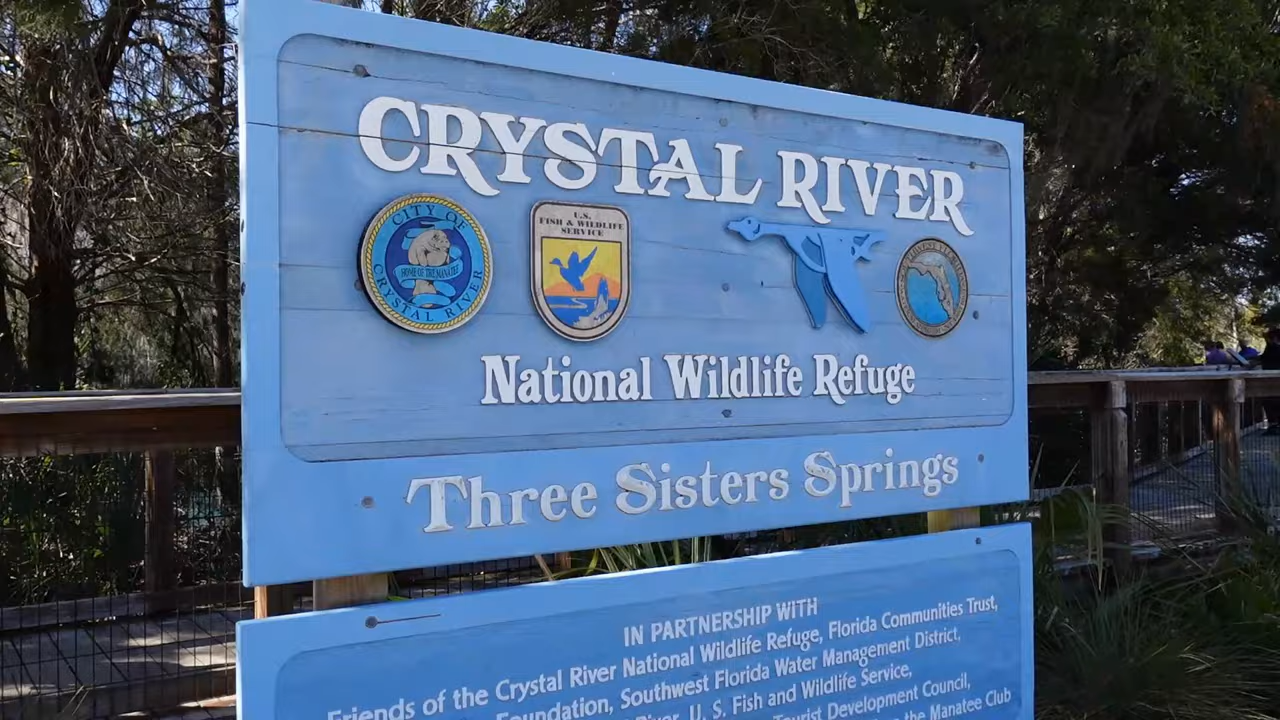 CRYSTAL RIVER
CITY OF
HOME OF THE MANATEE
CRYSTAL RIVER
U.S.
FISH & WILDLIFE
SERVICE
National Wildlife Refuge
Three Sisters Springs
IN PARTNERSHIP WITH
Friends of the Crystal River National Wildlife Refuge, Florida Communities Trust,
Foundation, Southwest Florida Water Management District,
River, U. S. Fish and Wildlife Service,
Tourist Development Council,
the Manatee Club